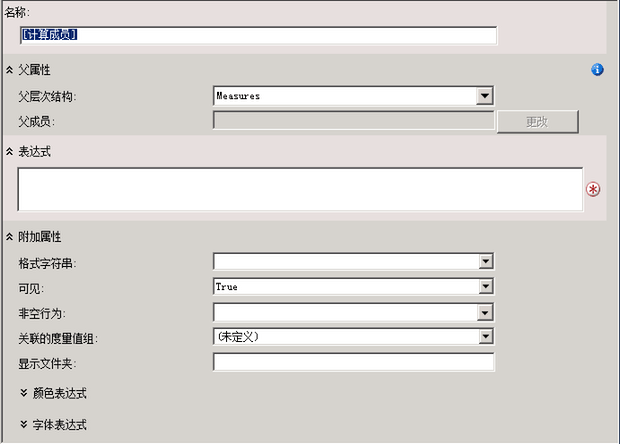 名称:
[计算成员]
父属性
父层次结构: Measures
父成员: 更改
表达式
附加属性
格式字符串:
可见: True
非空行为:
关联的度量值组: (未定义)
显示文件夹:
颜色表达式
字体表达式